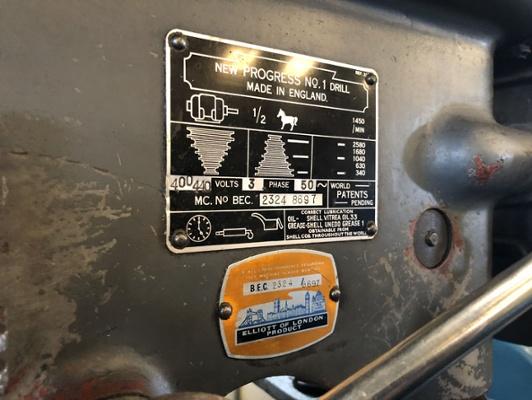 NEW PROGRESS NO.1 DRILL
MADE IN ENGLAND.
1/2
1450
/MIN
2580
1680
1040
630
340
400/440 VOLTS 3 PHASE 50 ~
WORLD
PATENTS
PENDING
MC. NO BEC. 2324 8697
CORRECT LUBRICATION
OIL- SHELL VITREA OIL 33
GREASE-SHELL UNEDO GREASE 1
OBTAINABLE FROM
SHELL COS THROUGHOUT THE WORLD
B.E.C. 2324 / 8697
ELLIOTT OF LONDON
PRODUCT